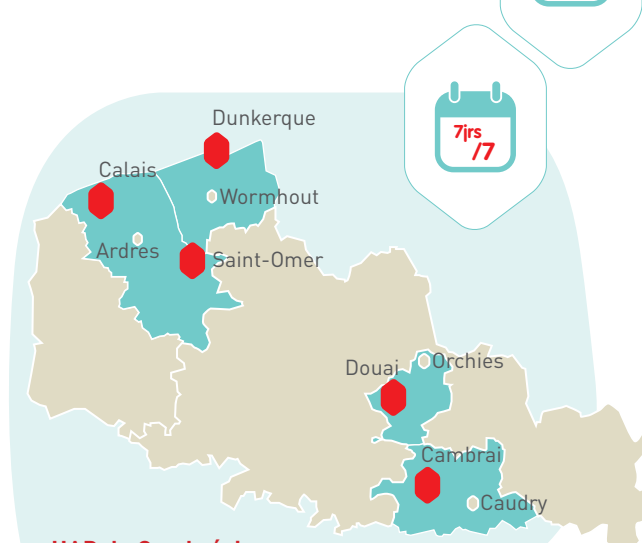 7jrs
/7
Dunkerque
Calais
Wormhout
Ardres
Saint-Omer
Orchies
Douai
Cambrai
Caudry